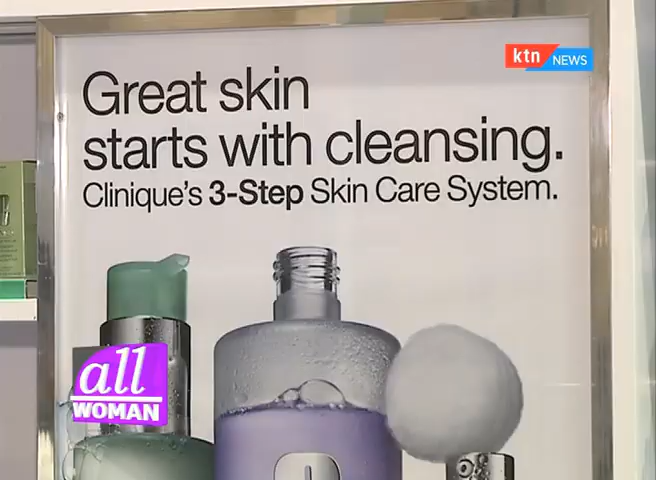 ktn NEWS
Great skin
starts with cleansing.
Clinique's 3-Step Skin Care System.
all
WOMAN